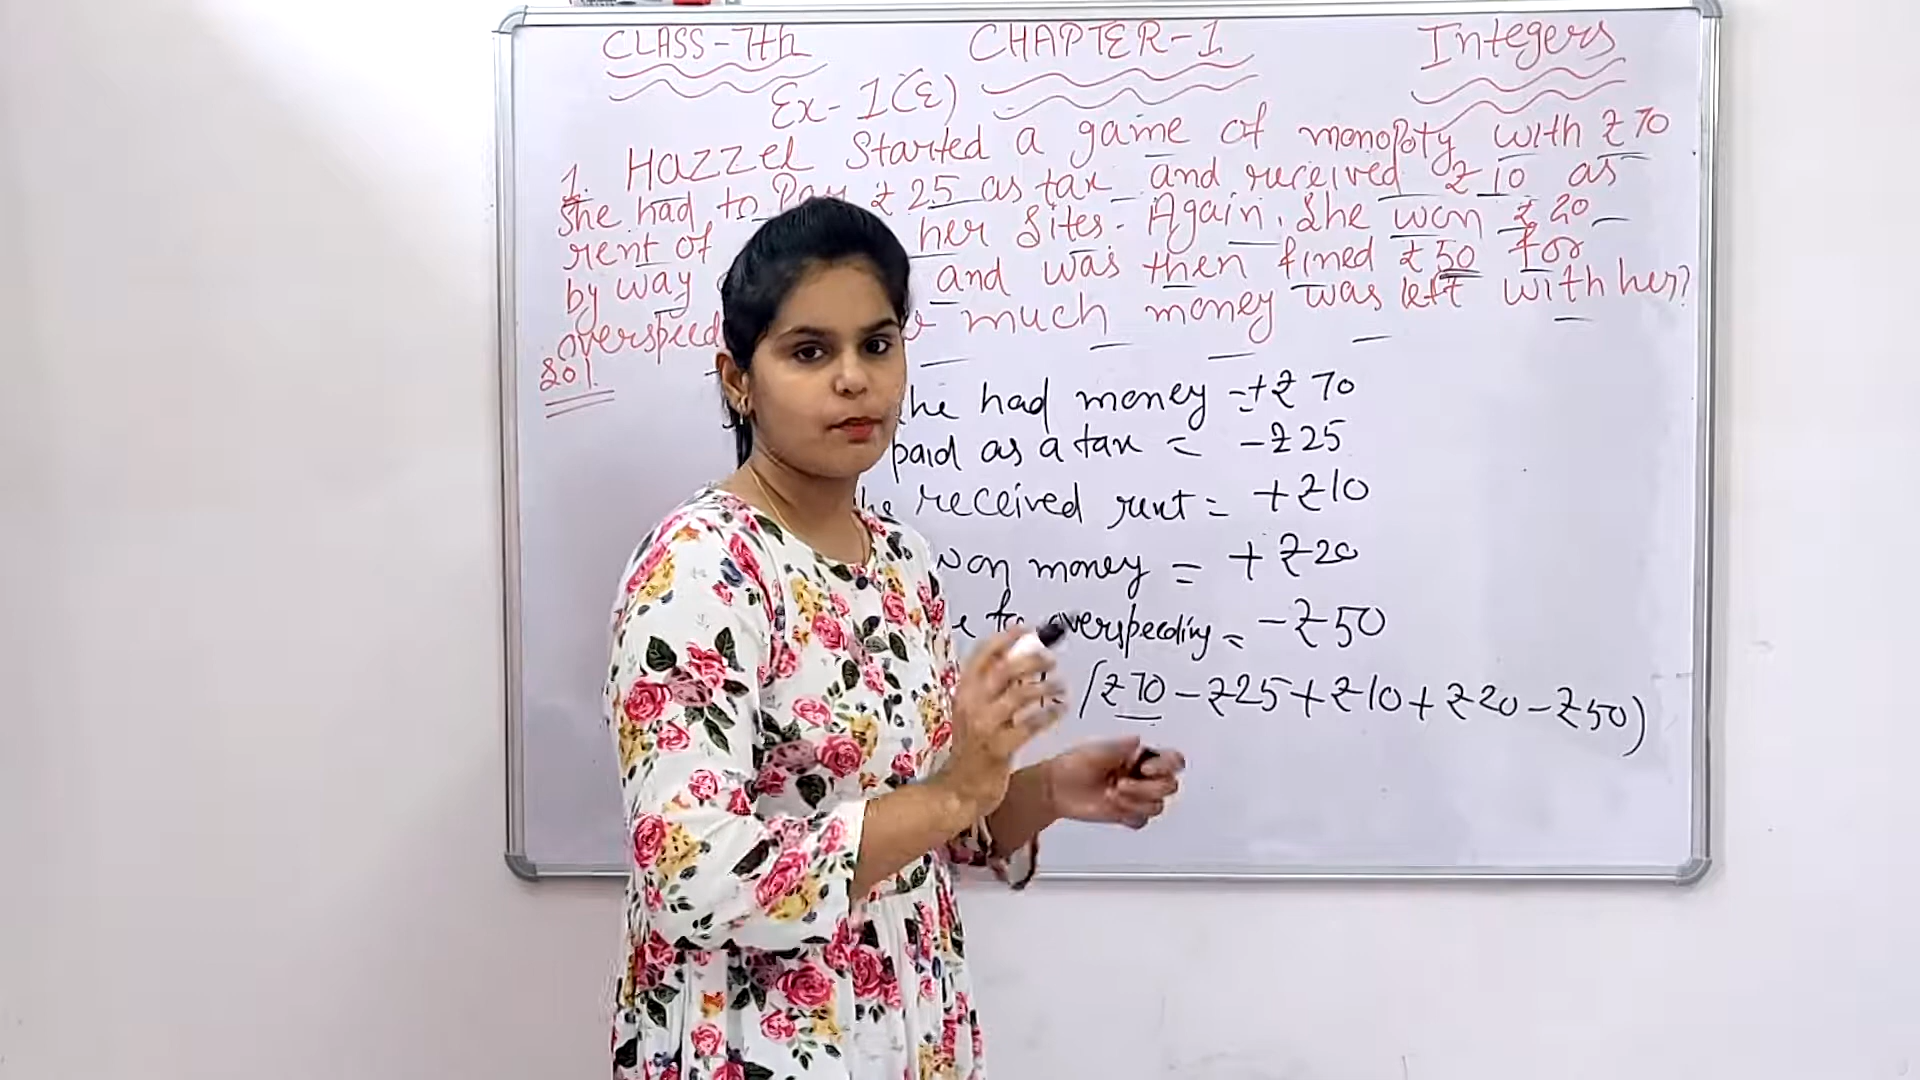 CLASS-7th CHAPTER-1 Integers
Ex-1(E)
1. Hazzel Started a game of monopoly with ₹70
She had to Pay ₹25 as tax and received ₹10 as
rent of her Sites. Again, She won ₹20
by way and was then fined ₹50 for
overspeed much money was left with her?
Sol.
he had money = +₹70
paid as a tax = -₹25
he received rent = +₹10
won money = +₹20
overspeeding = -₹50
(₹70-₹25+₹10+₹20-₹50)